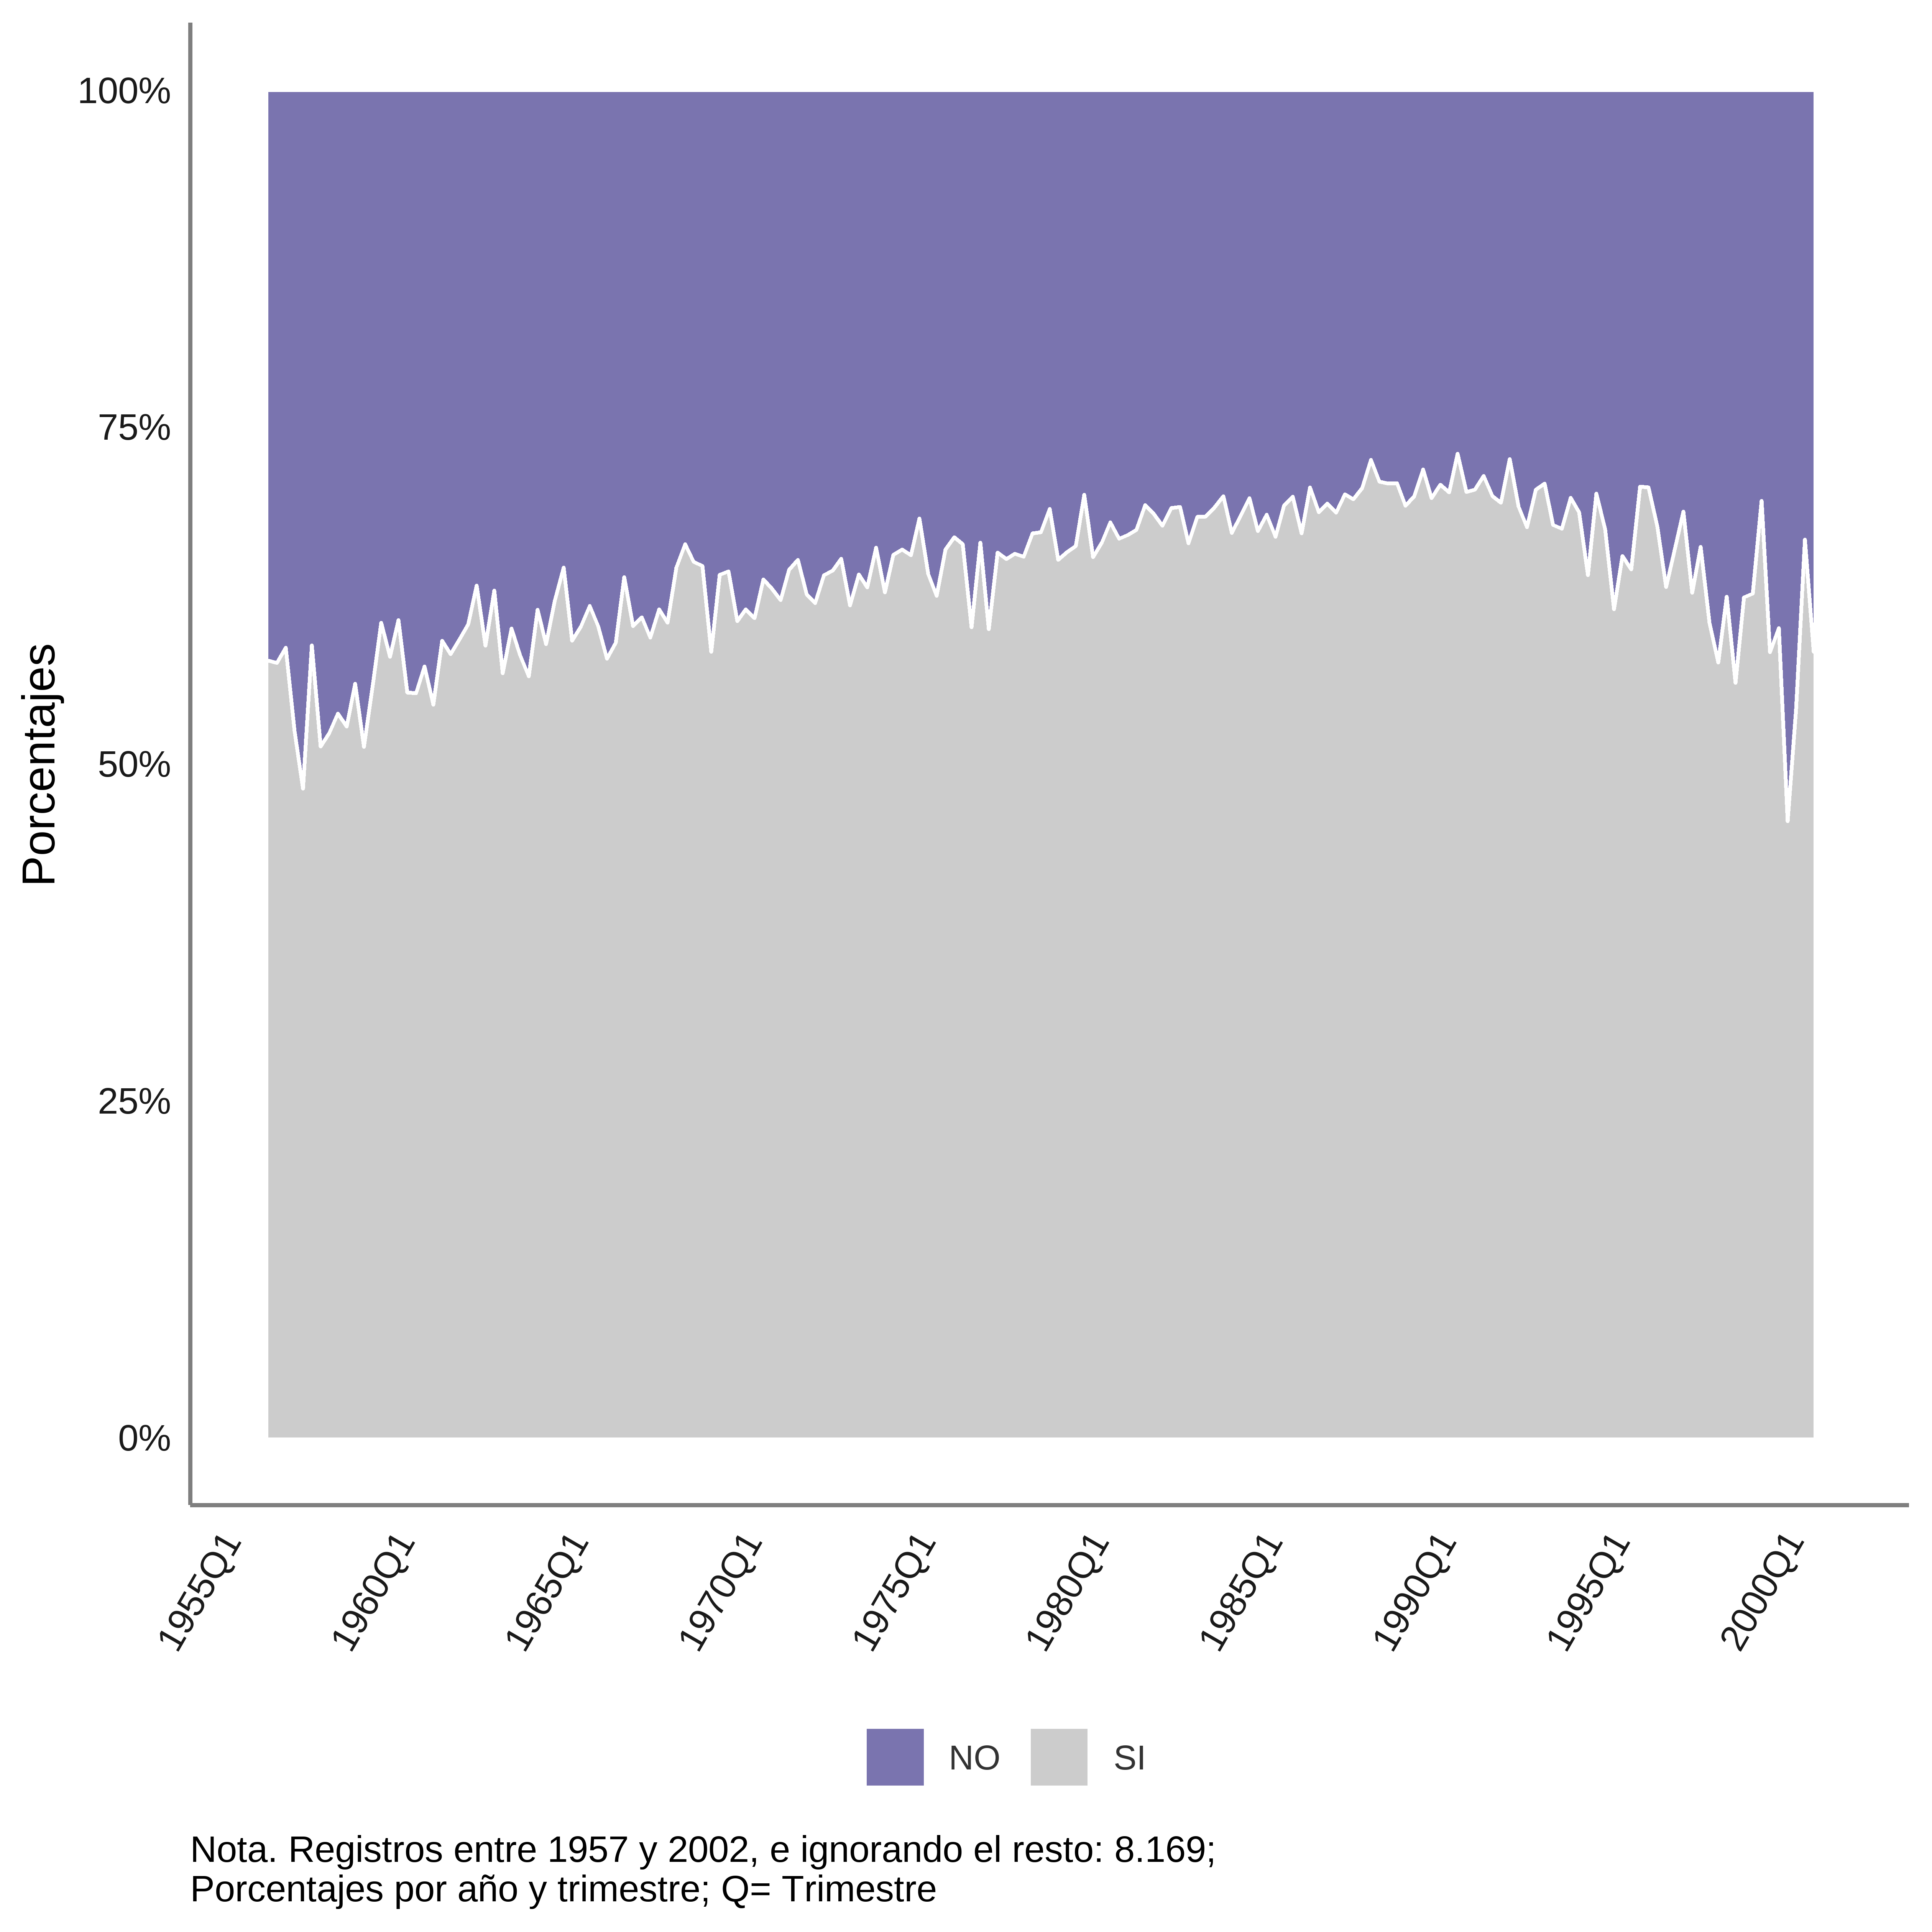 100%
75%
50%
25%
0%
Porcentajes
1955Q1
1960Q1
1965Q1
1970Q1
1975Q1
1980Q1
1985Q1
1990Q1
1995Q1
2000Q1
NO
SI
Nota. Registros entre 1957 y 2002, e ignorando el resto: 8.169;
Porcentajes por año y trimestre; Q= Trimestre